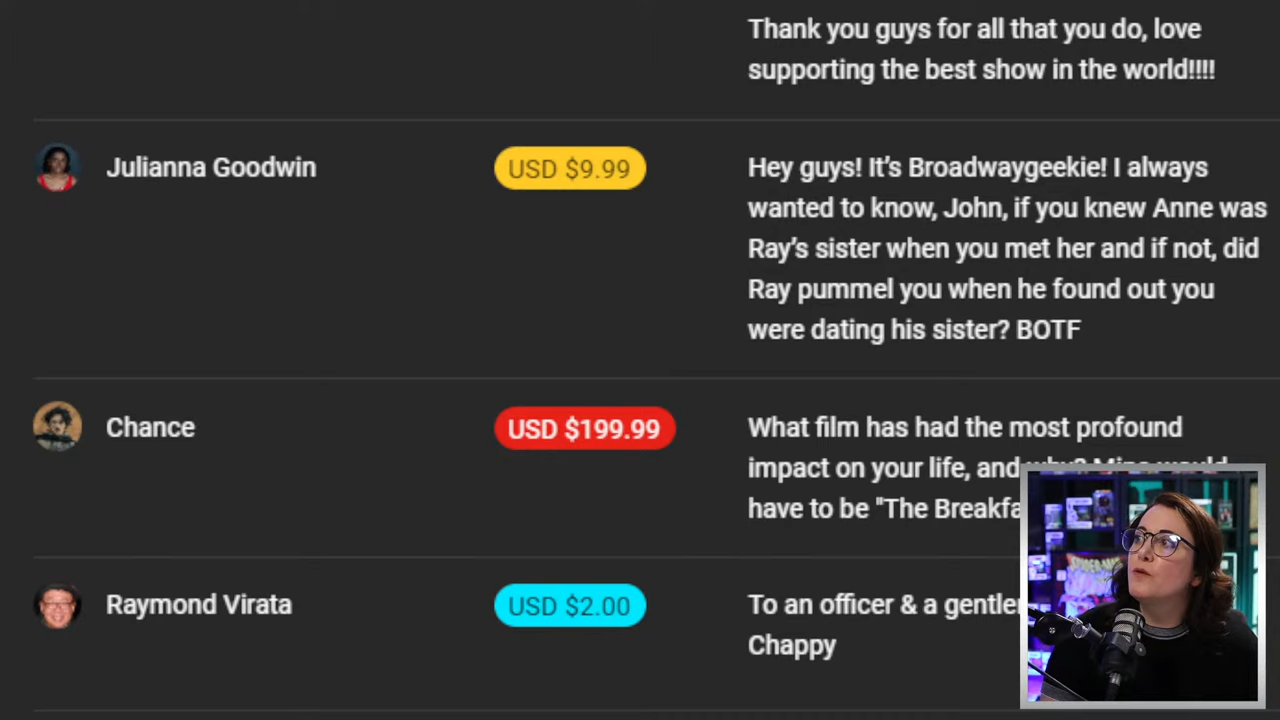 Thank you guys for all that you do, love
supporting the best show in the world!!!!
Julianna Goodwin
USD $9.99
Hey guys! It's Broadwaygeekie! I always
wanted to know, John, if you knew Anne was
Ray's sister when you met her and if not, did
Ray pummel you when he found out you
were dating his sister? BOTF
Chance
USD $199.99
What film has had the most profound
impact on your life, and why? Mine would
have to be "The Breakfa
Raymond Virata
USD $2.00
To an officer & a gentle
Chappy